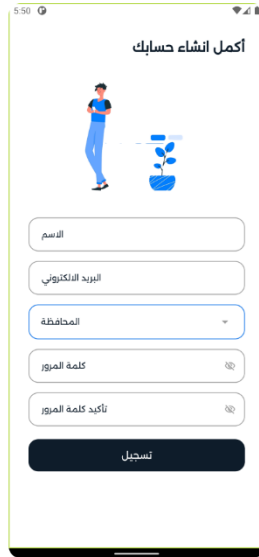 5:50
أكمل انشاء حسابك
الاسم
البريد الالكتروني
المحافظة
كلمة المرور
تأكيد كلمة المرور
تسجيل